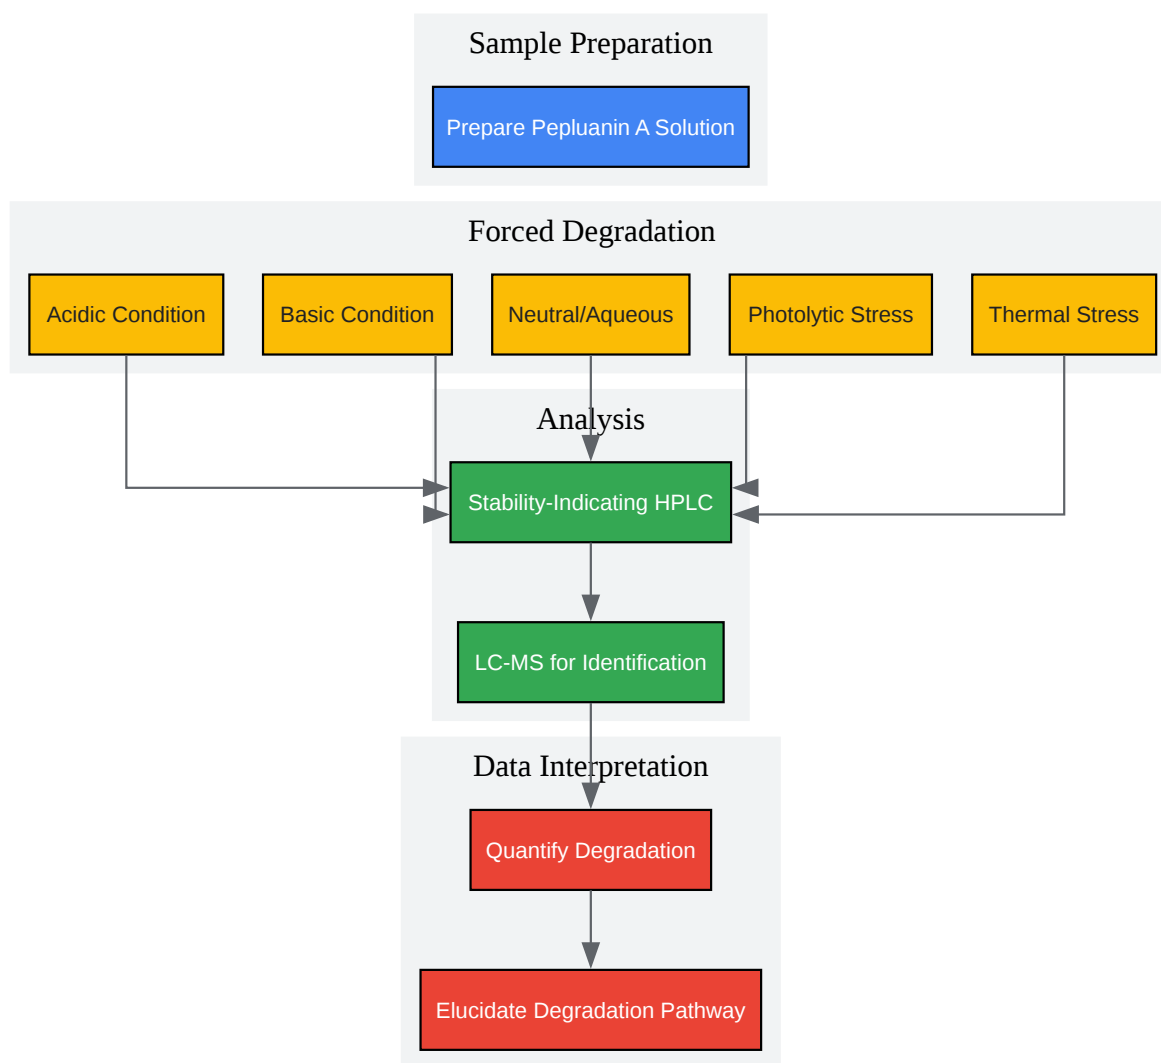 Sample Preparation
Prepare Pepluanin A Solution
Forced Degradation
Acidic Condition
Basic Condition
Neutral/Aqueous
Photolytic Stress
Thermal Stress
Analysis
Stability-Indicating HPLC
LC-MS for Identification
Data Interpretation
Quantify Degradation
Elucidate Degradation Pathway